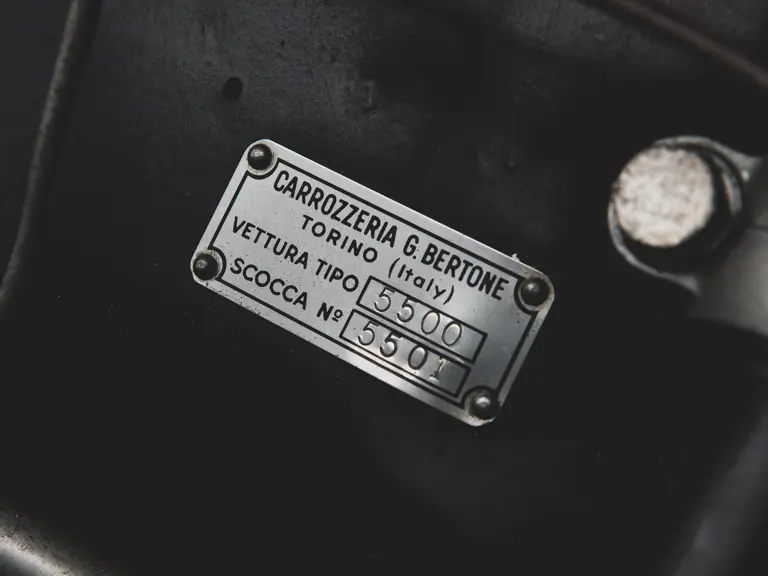 CARROZZERIA G. BERTONE
TORINO (Italy)
VETTURA TIPO 5500
SCOCCA Nº 5501